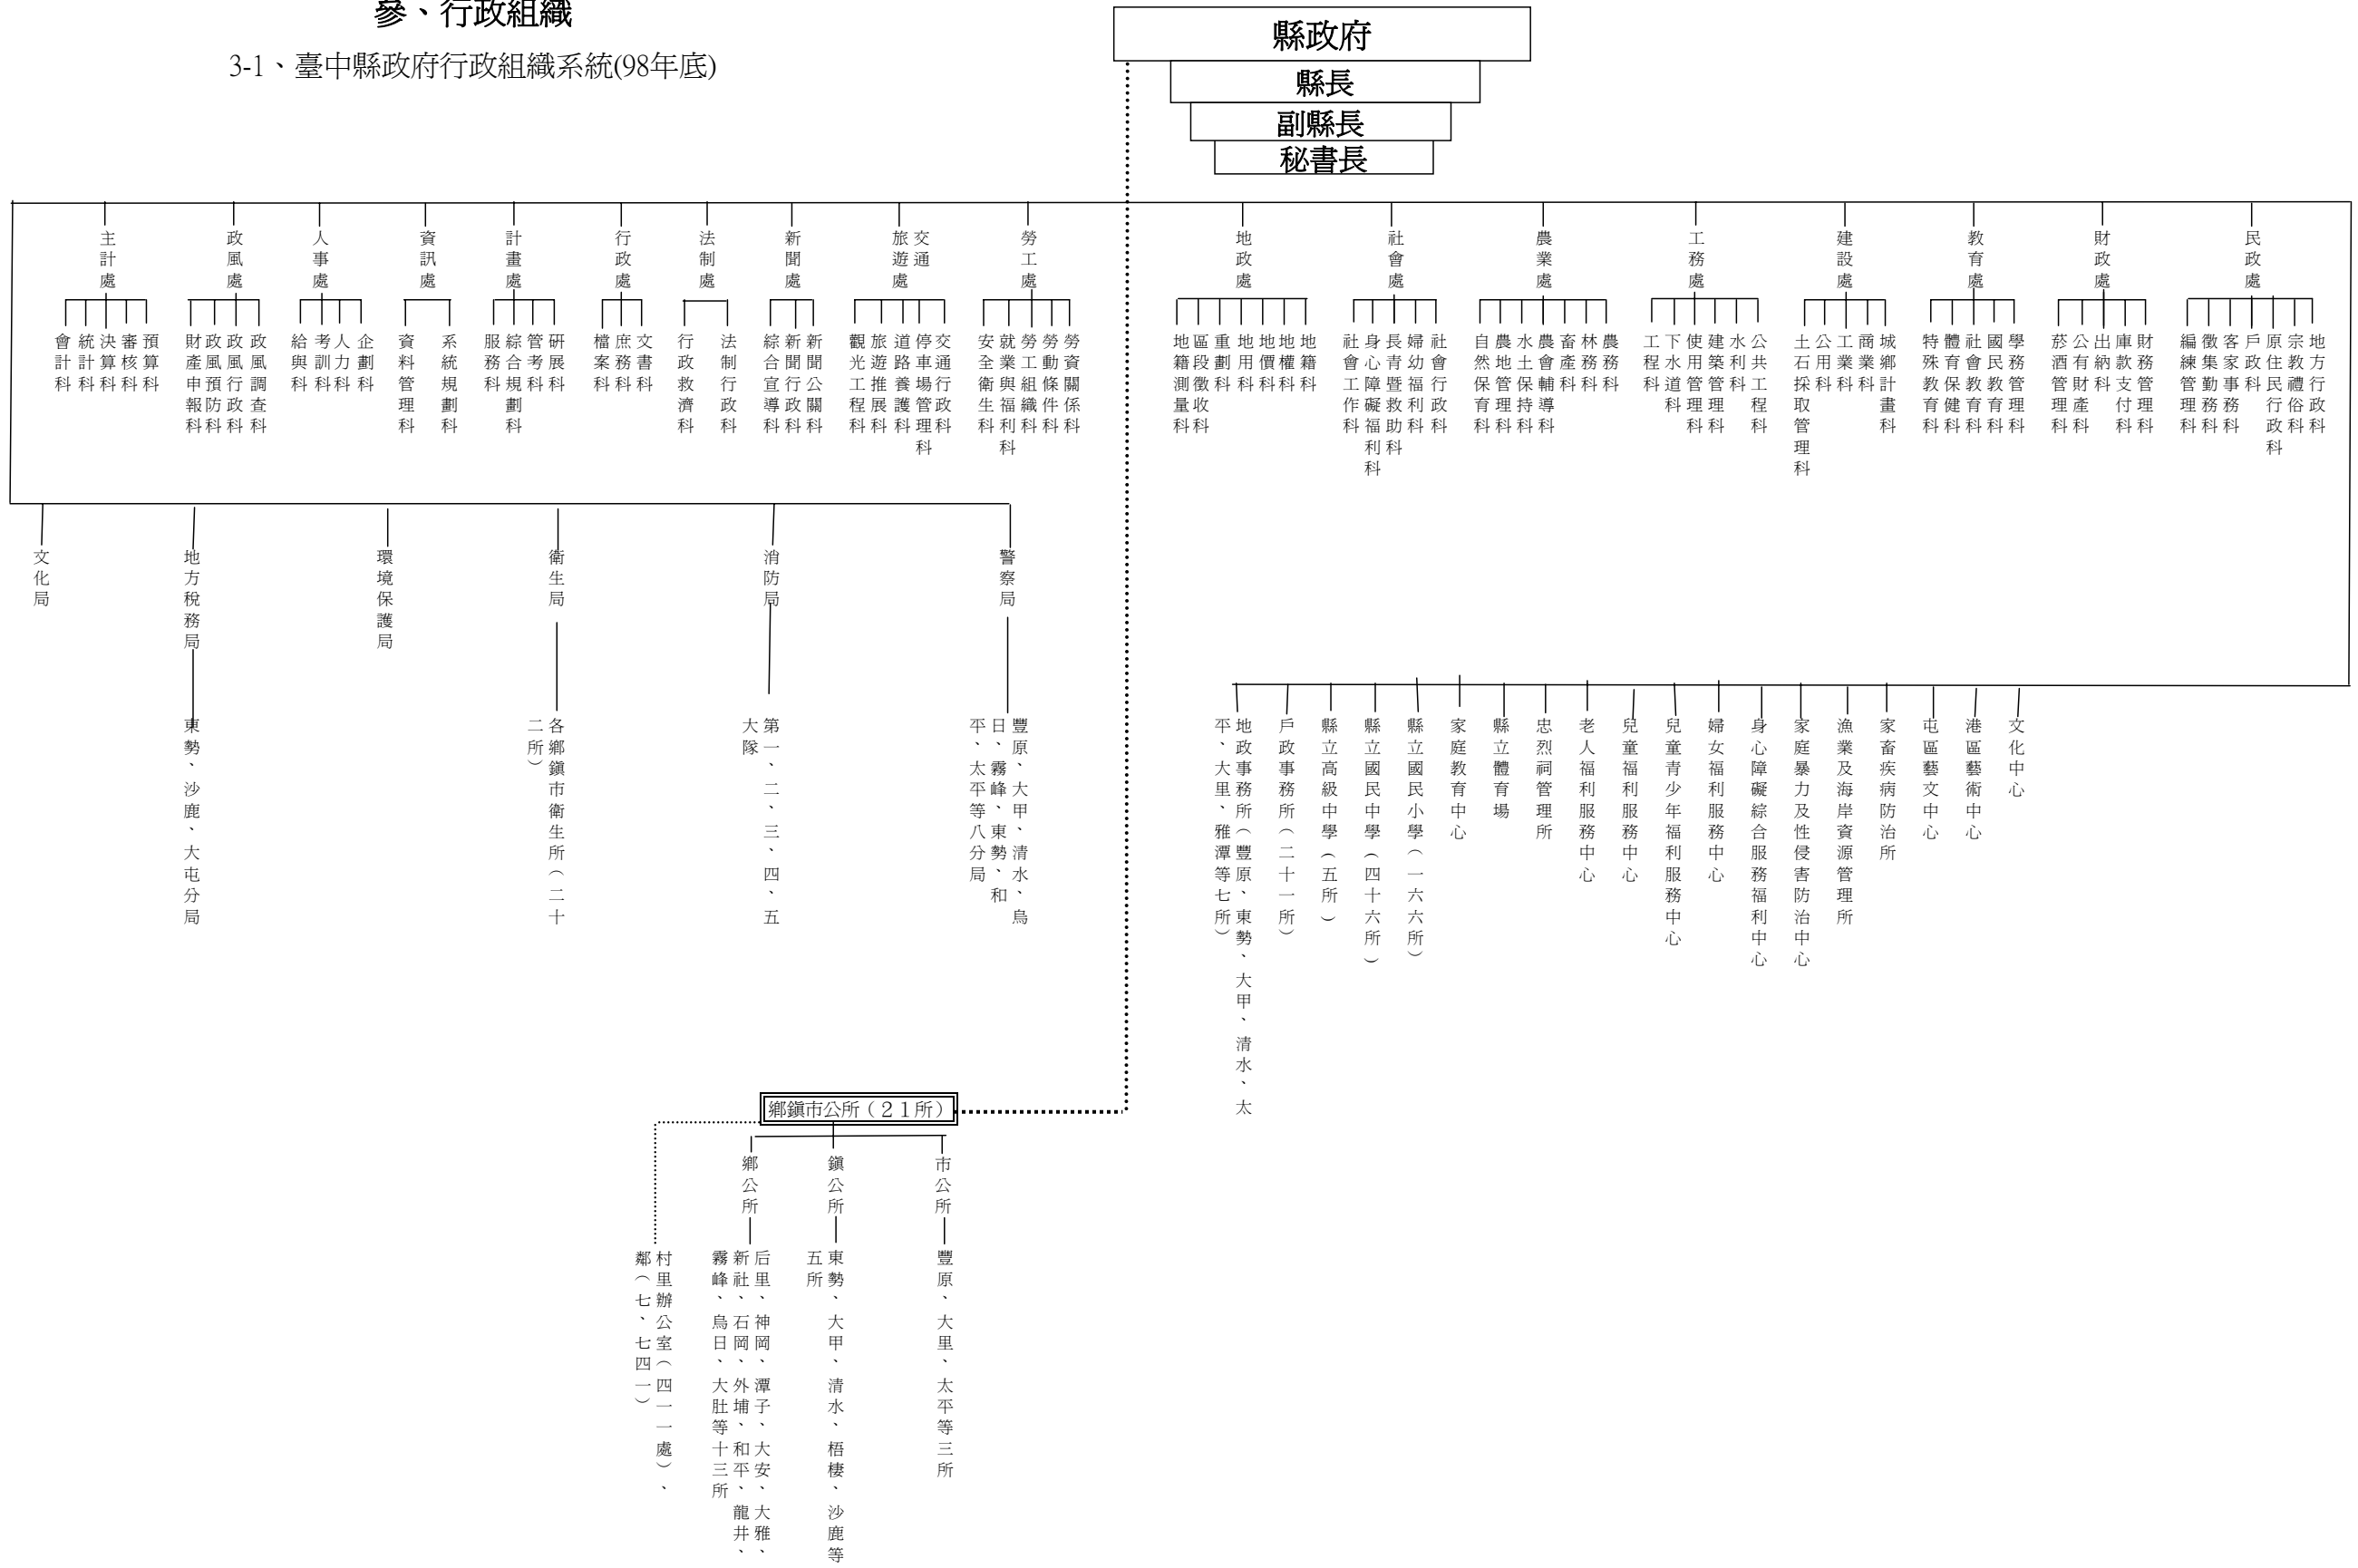 參、行政組織
3-1、臺中縣政府行政組織系統(98年底)
縣政府
縣長
副縣長
秘書長
民政處
地方行政科
宗教禮俗科
原住民行政科
戶政科
客家事務科
徵集勤務科
編練管理科
財政處
財務管理科
庫款支付科
出納科
公有財產科
菸酒管理科
教育處
學務管理科
國民教育科
社會教育科
體育保健科
特殊教育科
建設處
城鄉計畫科
商業科
工業科
公用科
土石採取管理科
工務處
公共工程科
水利科
建築管理科
使用管理科
下水道科
工程科
農業處
農務科
林務科
畜產科
農會輔導科
水土保持科
農地管理科
自然保育科
社會處
社會行政科
婦幼福利科
長青暨救助科
身心障礙福利科
社會工作科
地政處
地籍科
地權科
地價科
地用科
重劃科
區段徵收科
地籍測量科
勞工處
勞資關係科
勞動條件科
勞工組織科
就業與福利科
安全衛生科
交通
旅遊處
交通行政科
停車場管理科
道路養護科
旅遊推展科
觀光工程科
新聞處
新聞公關科
新聞行政科
綜合宣導科
法制處
法制行政科
行政救濟科
行政處
文書科
庶務科
檔案科
計畫處
研展科
管考科
綜合規劃科
服務科
資訊處
系統規劃科
資料管理科
人事處
企劃科
人力科
考訓科
給與科
政風處
政風調查科
政風行政科
政風預防科
財產申報科
主計處
預算科
審核科
決算科
統計科
會計科
警察局
豐原、大甲、清水、烏
日、霧峰、東勢、和
平、太平等八分局
消防局
第一、二、三、四、五
大隊
衛生局
各鄉鎮市衛生所（二十
二所）
環境保護局
地方稅務局
東勢、沙鹿、大屯分局
文化局
文化中心
港區藝術中心
屯區藝文中心
家畜疾病防治所
漁業及海岸資源管理所
家庭暴力及性侵害防治中心
身心障礙綜合服務福利中心
婦女福利服務中心
兒童青少年福利服務中心
兒童福利服務中心
老人福利服務中心
忠烈祠管理所
縣立體育場
家庭教育中心
縣立國民小學（一六六所）
縣立國民中學（四十六所）
縣立高級中學（五所）
戶政事務所（二十一所）
地政事務所（豐原、東勢、大甲、清水、太
平、大里、雅潭等七所）
鄉鎮市公所（２１所）
市公所
豐原、大里、太平等三所
鎮公所
東勢、大甲、清水、梧棲、沙鹿等
五所
鄉公所
后里、神岡、潭子、大安、大雅、
新社、石岡、外埔、和平、龍井、
霧峰、烏日、大肚等十三所
村里辦公室（四一一處）、
鄰（七、七四一）